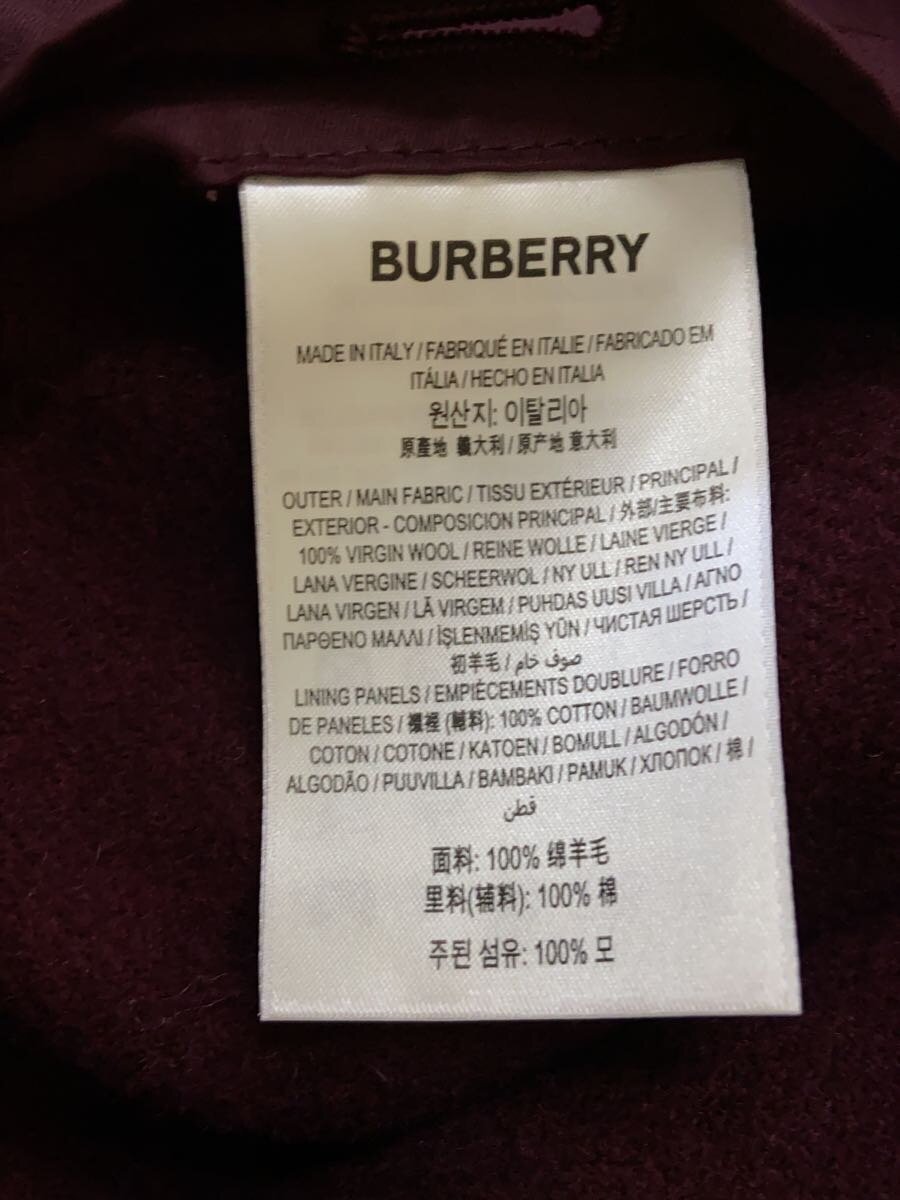 BURBERRY
MADE IN ITALY / FABRIQUÉ EN ITALIE / FABRICADO EM
ITÁLIA / HECHO EN ITALIA
원산지: 이탈리아
原產地 義大利 / 原产地 意大利
OUTER / MAIN FABRIC / TISSU EXTÉRIEUR / PRINCIPAL /
EXTERIOR - COMPOSICION PRINCIPAL / 外部/主要布料:
100% VIRGIN WOOL / REINE WOLLE / LAINE VIERGE /
LANA VERGINE / SCHEERWOL / NY ULL / REN NY ULL /
LANA VIRGEN / LÃ VIRGEM / PUHDAS UUSI VILLA / ΑΓΝΟ
ΠΑΡΘΕΝΟ ΜΑΛΛΙ / İŞLENMEMİŞ YÜN / ЧИСТАЯ ШЕРСТЬ /
初羊毛 / صوف خام /
LINING PANELS / EMPIÈCEMENTS DOUBLURE / FORRO
DE PANELES / 襯裡 (輔料): 100% COTTON / BAUMWOLLE /
COTON / COTONE / KATOEN / BOMULL / ALGODÓN /
ALGODÃO / PUUVILLA / BAMBAKI / PAMUK / ХЛОПОК / 棉 /
قطن
面料: 100% 绵羊毛
里料(辅料): 100% 棉
주된 섬유: 100% 모